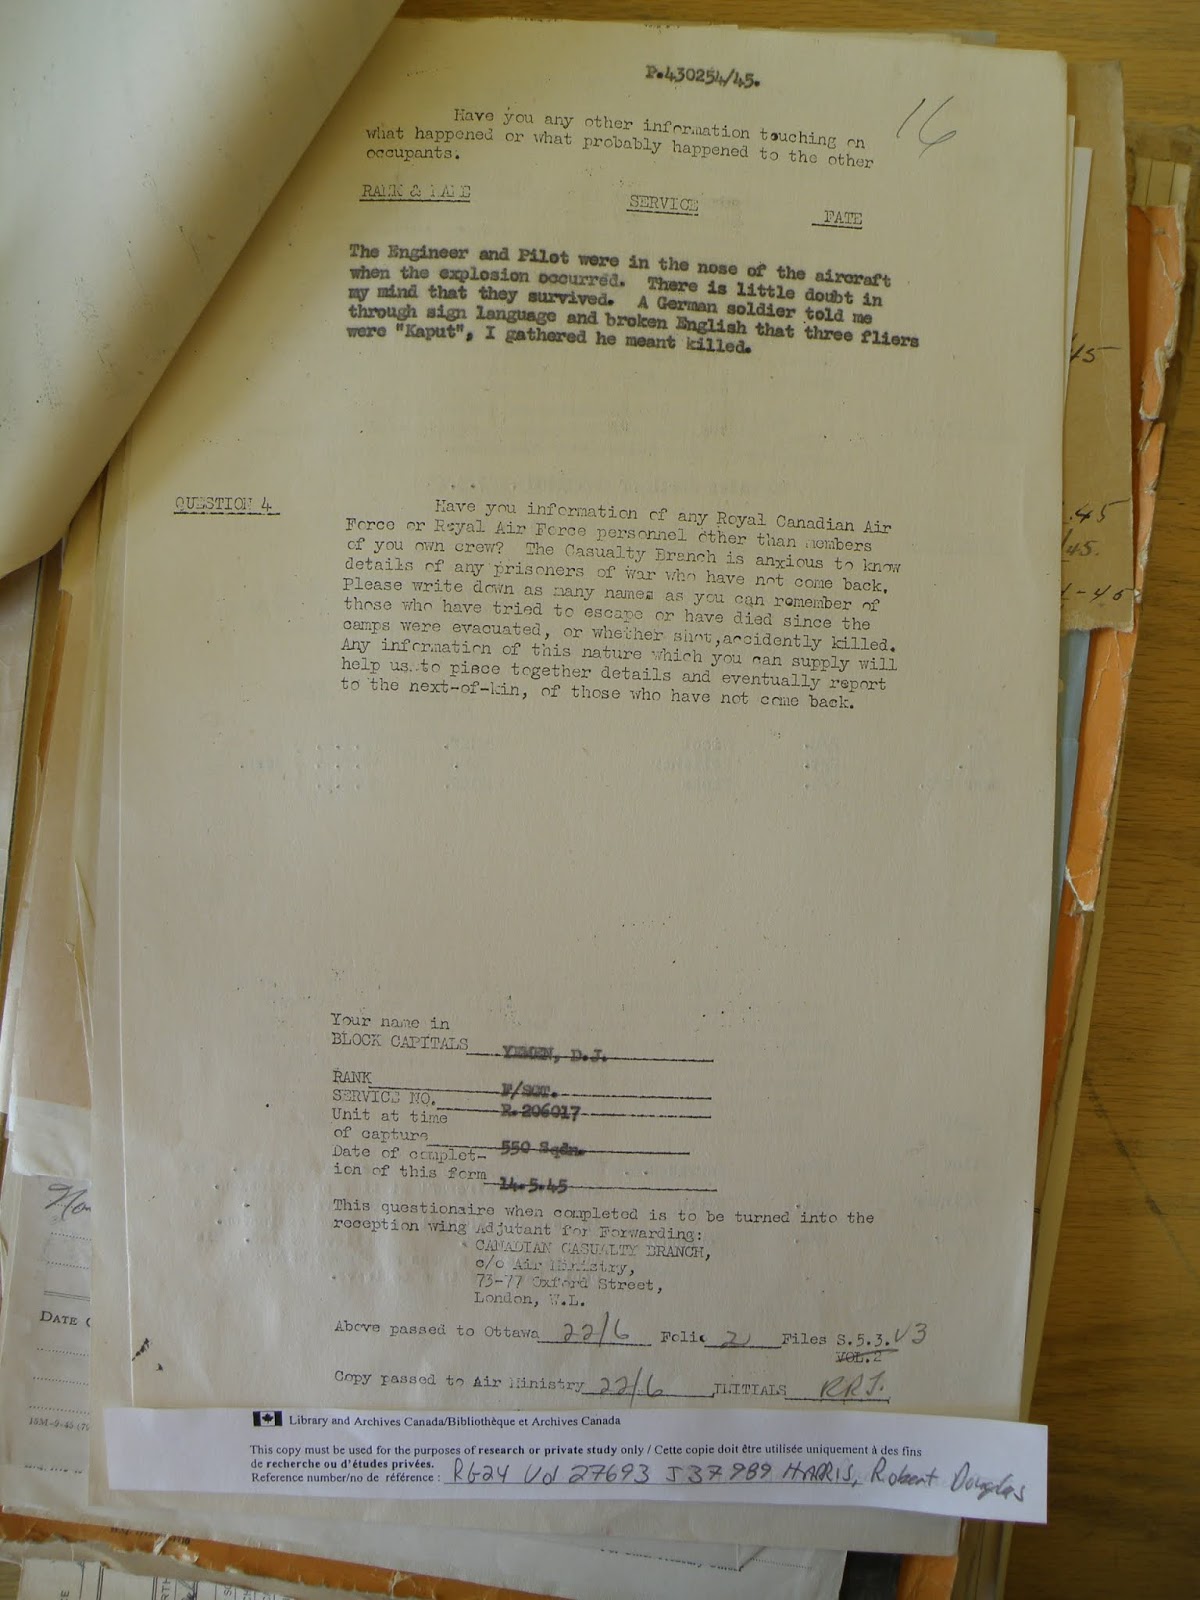 P.430254/45.
16
Have you any other information touching on
what happened or what probably happened to the other
occupants.
RANK & NAME SERVICE FATE
The Engineer and Pilot were in the nose of the aircraft
when the explosion occurred. There is little doubt in
my mind that they survived. A German soldier told me
through sign language and broken English that three fliers
were "Kaput", I gathered he meant killed.
45
QUESTION 4 Have you information of any Royal Canadian Air
Force or Royal Air Force personnel other than members
of you own crew? The Casualty Branch is anxious to know
details of any prisoners of war who have not come back.
Please write down as many names as you can remember of
those who have tried to escape or have died since the
camps were evacuated, or whether shot,accidently killed.
Any information of this nature which you can supply will
help us to piece together details and eventually report
to the next-of-kin, of those who have not come back.
.45
45.
-45
Your name in
BLOCK CAPITALS YEMEN, D.J.
RANK F/SGT.
SERVICE NO. R.206017
Unit at time
of capture 550 Sqdn.
Date of complet-
ion of this form 14.5.45
This questionaire when completed is to be turned into the
reception wing Adjutant for Forwarding:
CANADIAN CASUALTY BRANCH,
c/o Air Ministry,
73-77 Oxford Street,
London, W.L.
Above passed to Ottawa 22/6 Folio 2 Files S.5.3. V3
VOL.2
Copy passed to Air Ministry 22/6 INITIALS RRJ.
DATE
Library and Archives Canada/Bibliothèque et Archives Canada
This copy must be used for the purposes of research or private study only / Cette copie doit être utilisée uniquement à des fins
de recherche ou d'études privées.
Reference number/no de référence : RG24 Vol 27693 J37989 HARRIS, Robert Douglas